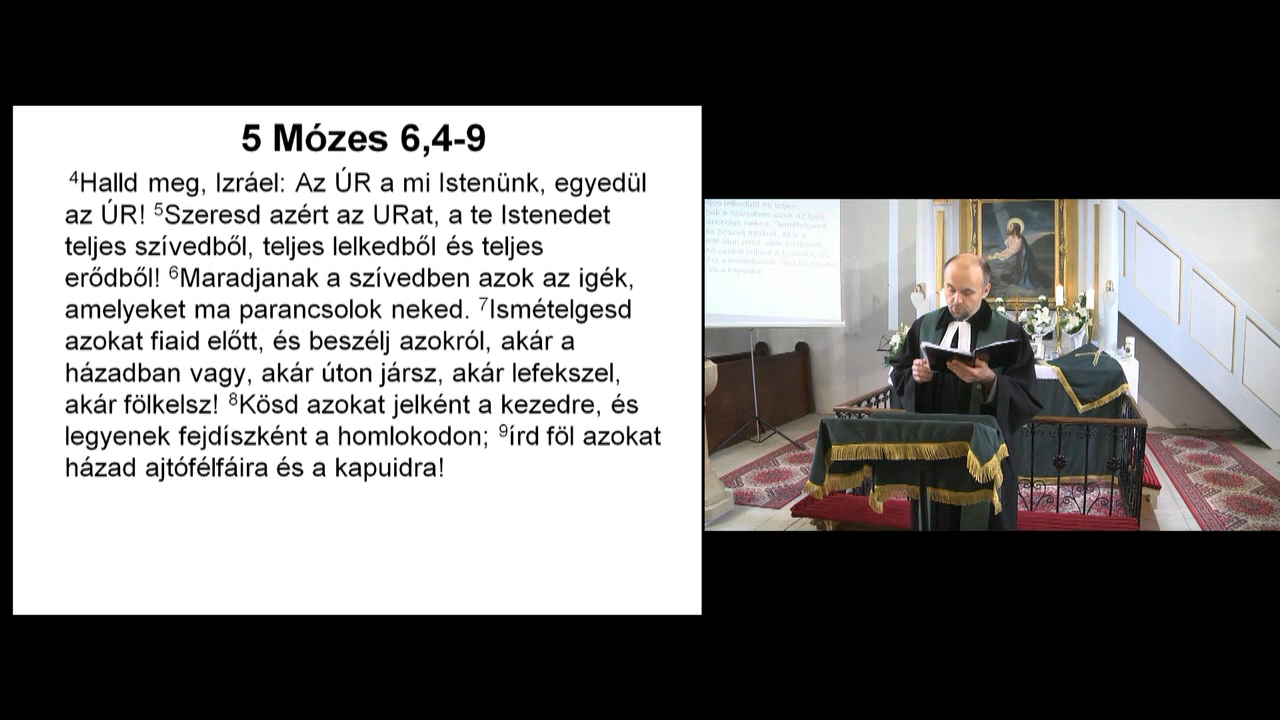 5 Mózes 6,4-9
⁴Halld meg, Izráel: Az ÚR a mi Istenünk, egyedül
az ÚR! ⁵Szeresd azért az URat, a te Istenedet
teljes szívedből, teljes lelkedből és teljes
erődből! ⁶Maradjanak a szívedben azok az igék,
amelyeket ma parancsolok neked. ⁷Ismételgesd
azokat fiaid előtt, és beszélj azokról, akár a
házadban vagy, akár úton jársz, akár lefekszel,
akár fölkelsz! ⁸Kösd azokat jelként a kezedre, és
legyenek fejdíszként a homlokodon; ⁹írd föl azokat
házad ajtófélfáira és a kapuidra!